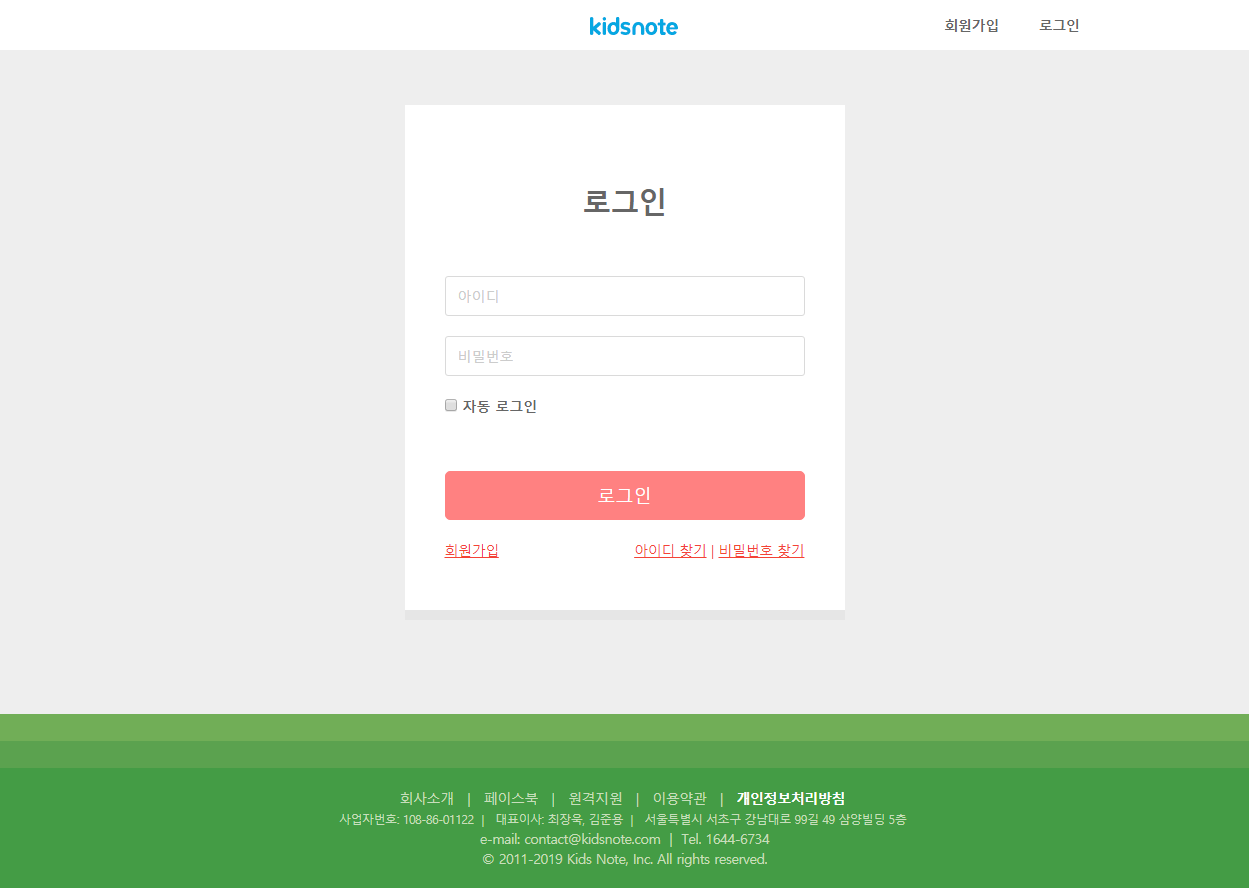 kidsnote 회원가입 로그인
로그인
아이디
비밀번호
자동 로그인
로그인
회원가입 아이디 찾기 | 비밀번호 찾기
회사소개 | 페이스북 | 원격지원 | 이용약관 | 개인정보처리방침
사업자번호: 108-86-01122 | 대표이사: 최장욱, 김준용 | 서울특별시 서초구 강남대로 99길 49 삼양빌딩 5층
e-mail: contact@kidsnote.com | Tel. 1644-6734
© 2011-2019 Kids Note, Inc. All rights reserved.